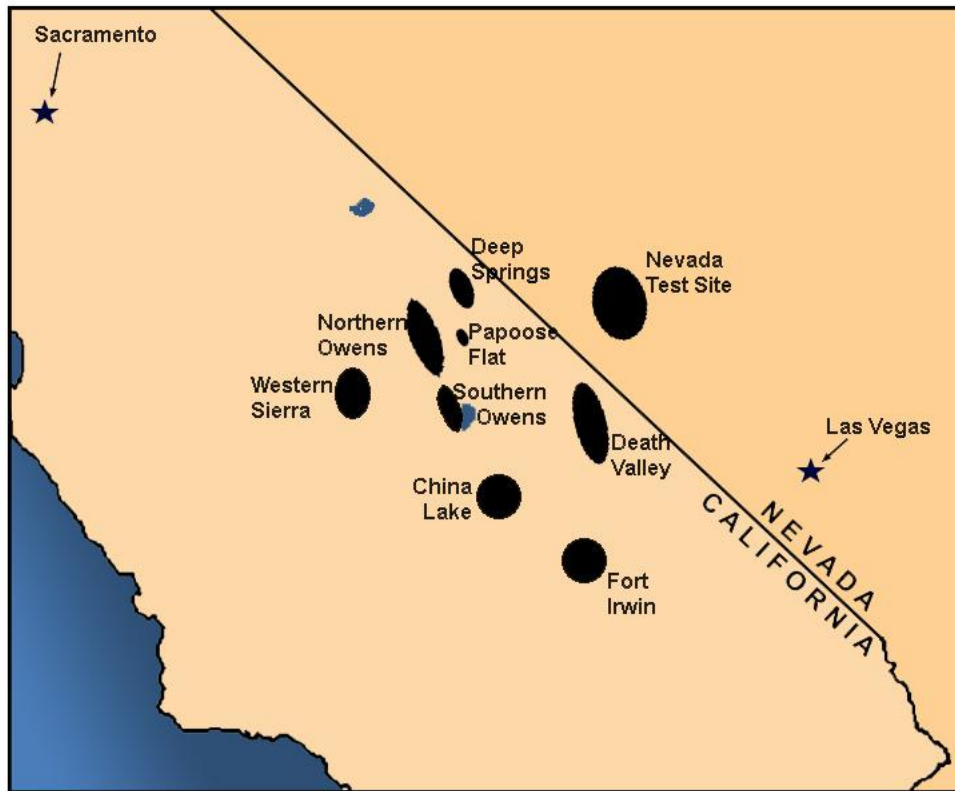 Sacramento
Deep
Springs
Nevada
Test Site
Northern
Owens
Papoose
Flat
Western
Sierra
Southern
Owens
Las Vegas
Death
Valley
China
Lake
NEVADA
CALIFORNIA
Fort
Irwin